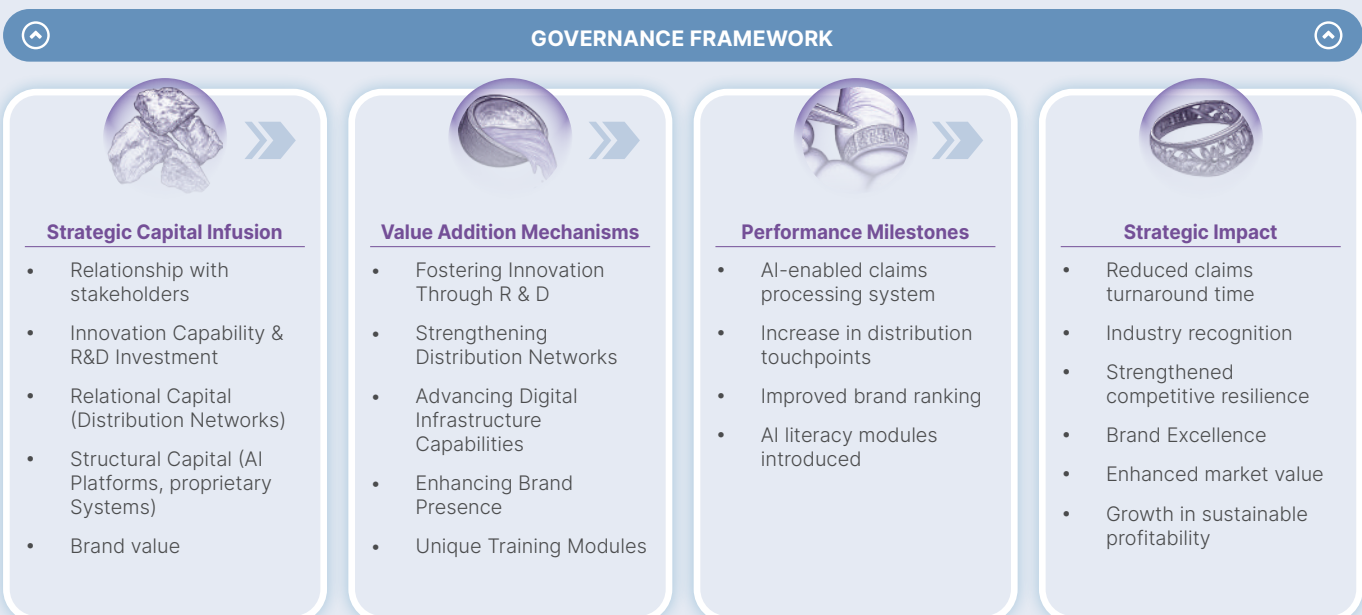 GOVERNANCE FRAMEWORK
Strategic Capital Infusion
• Relationship with
stakeholders
• Innovation Capability &
R&D Investment
• Relational Capital
(Distribution Networks)
• Structural Capital (AI
Platforms, proprietary
Systems)
• Brand value
Value Addition Mechanisms
• Fostering Innovation
Through R & D
• Strengthening
Distribution Networks
• Advancing Digital
Infrastructure
Capabilities
• Enhancing Brand
Presence
• Unique Training Modules
Performance Milestones
• AI-enabled claims
processing system
• Increase in distribution
touchpoints
• Improved brand ranking
• AI literacy modules
introduced
Strategic Impact
• Reduced claims
turnaround time
• Industry recognition
• Strengthened
competitive resilience
• Brand Excellence
• Enhanced market value
• Growth in sustainable
profitability